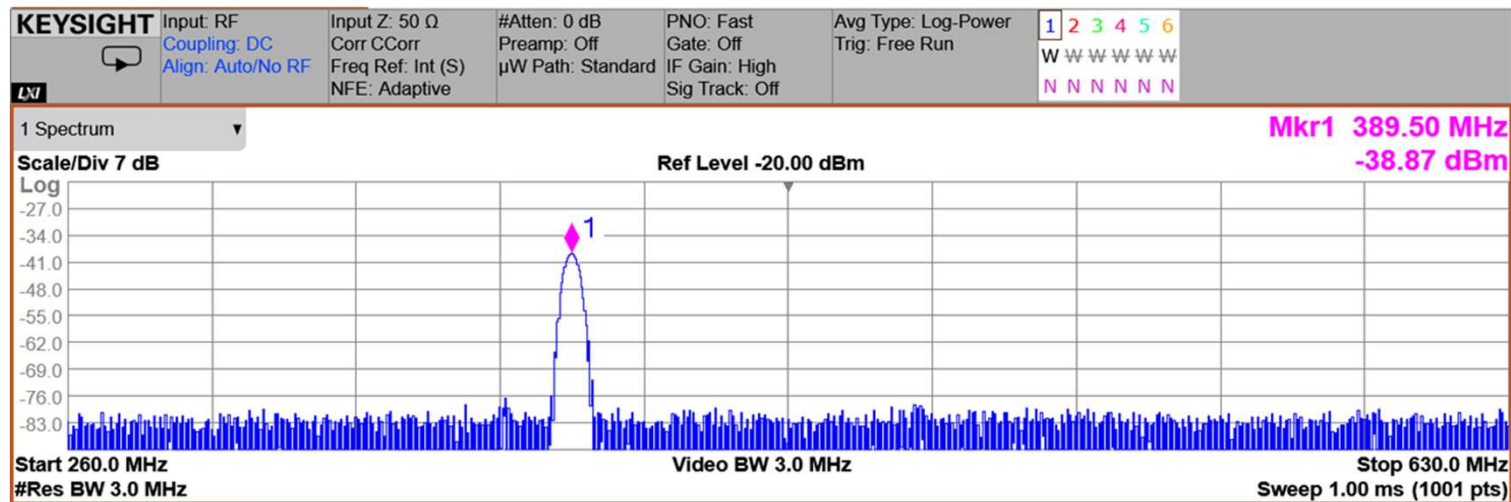 KEYSIGHT
Input: RF
Coupling: DC
Align: Auto/No RF
Input Z: 50 Ω
Corr CCorr
Freq Ref: Int (S)
NFE: Adaptive
#Atten: 0 dB
Preamp: Off
µW Path: Standard
PNO: Fast
Gate: Off
IF Gain: High
Sig Track: Off
Avg Type: Log-Power
Trig: Free Run
1 2 3 4 5 6
W W W W W W
N N N N N N
LXI
1 Spectrum
Mkr1 389.50 MHz
-38.87 dBm
Scale/Div 7 dB
Ref Level -20.00 dBm
Log
1
-27.0
-34.0
-41.0
-48.0
-55.0
-62.0
-69.0
-76.0
-83.0
Start 260.0 MHz
Video BW 3.0 MHz
Stop 630.0 MHz
#Res BW 3.0 MHz
Sweep 1.00 ms (1001 pts)